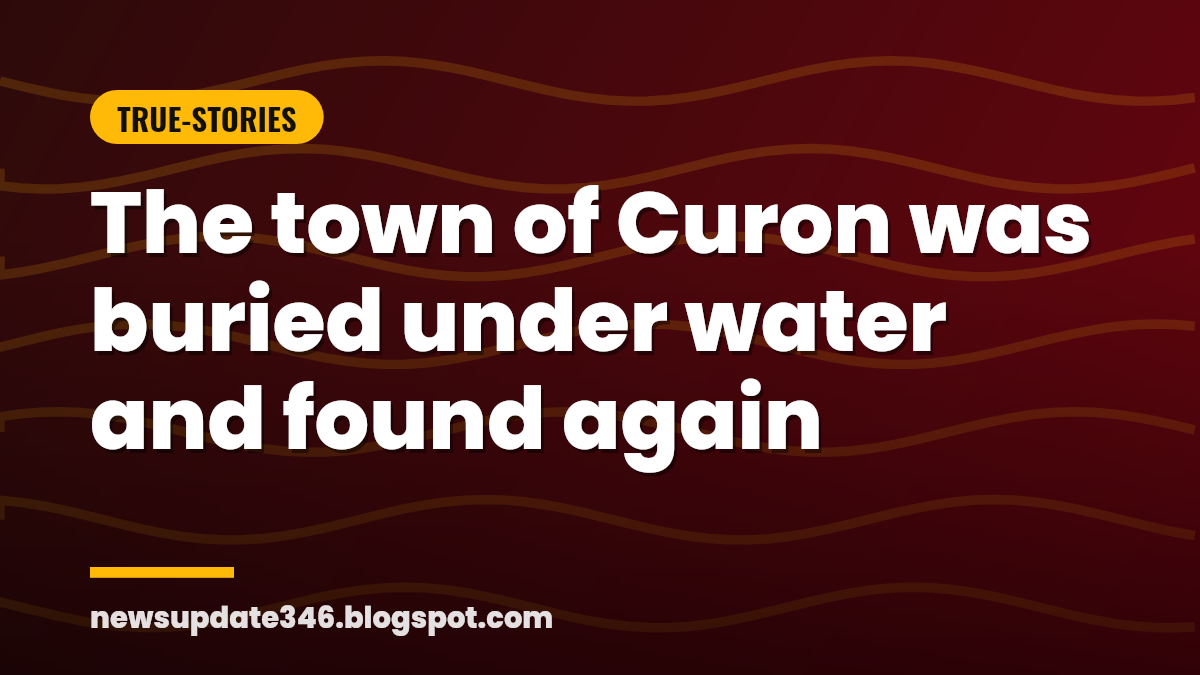 TRUE-STORIES
The town of Curon was
buried under water
and found again
newsupdate346.blogspot.com